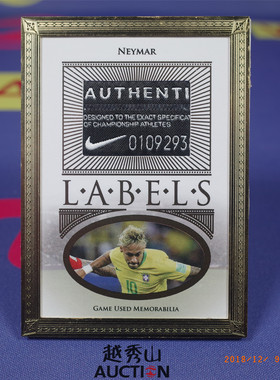 NEYMAR
AUTHENTI
DESIGNED TO THE EXACT SPECIFICA
OF CHAMPIONSHIP ATHLETES
0109293
L·A·B·E·L·S
10
GAME USED MEMORABILIA
2018/12/
越秀山
AUCTION